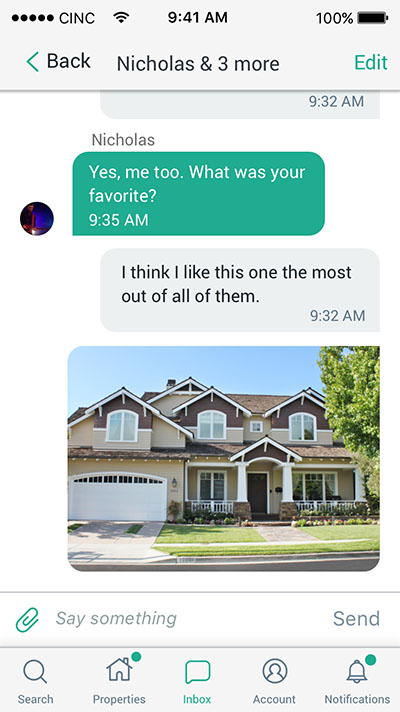 CINC 9:41 AM 100%
Back Nicholas & 3 more Edit
9:32 AM
Nicholas
Yes, me too. What was your
favorite?
9:35 AM
I think I like this one the most
out of all of them.
9:32 AM
Say something Send
Search Properties Inbox Account Notifications